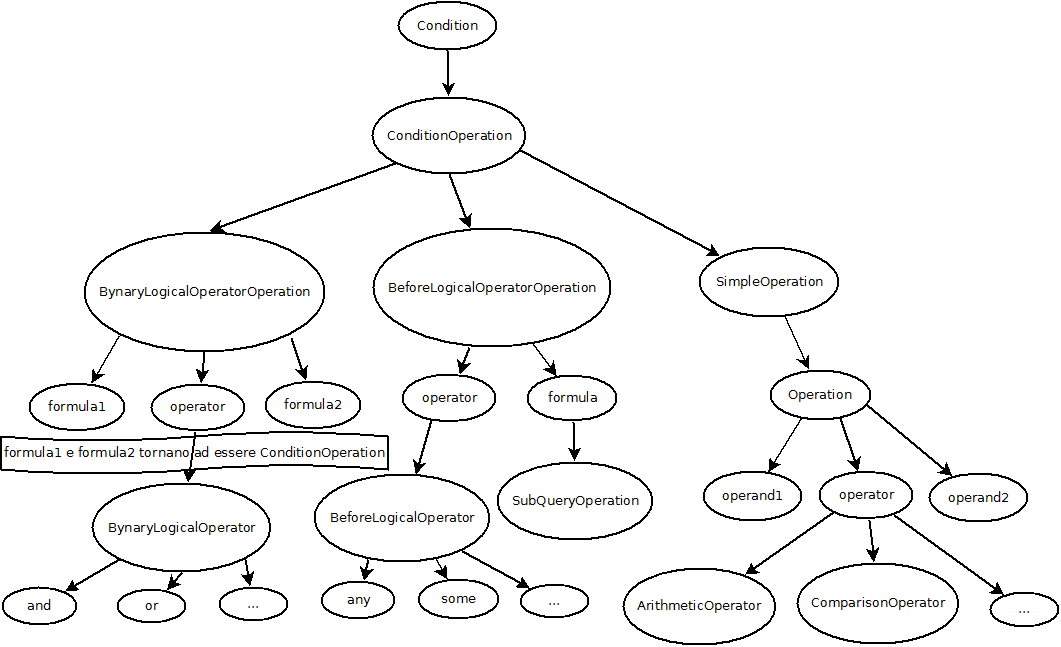 Condition
ConditionOperation
BynaryLogicalOperatorOperation
BeforeLogicalOperatorOperation
SimpleOperation
formula1
operator
formula2
operator
formula
Operation
formula1 e formula2 tornano ad essere ConditionOperation
BynaryLogicalOperator
BeforeLogicalOperator
SubQueryOperation
operand1
operator
operand2
and
or
...
any
some
...
ArithmeticOperator
ComparisonOperator
...